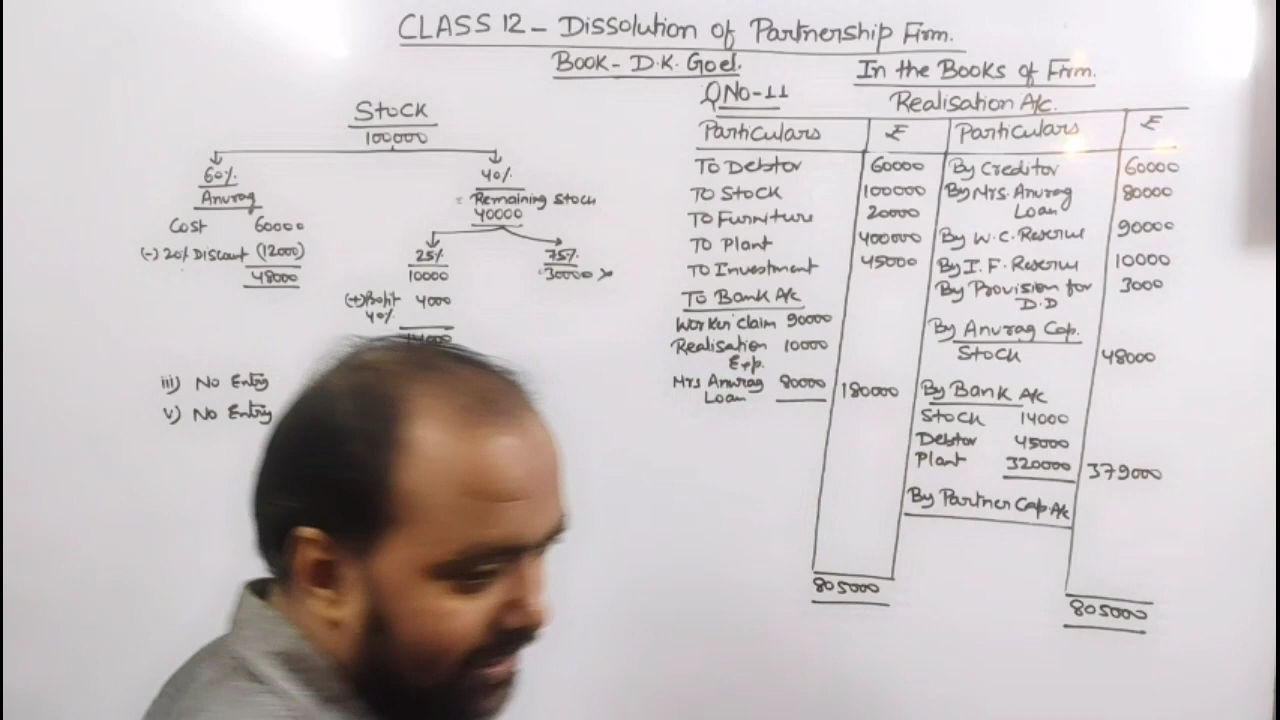 CLASS 12 - Dissolution of Partnership Firm.
Book - D.K. Goel.
In the Books of Firm.
QNo-11
Realisation A/c.
Stock
100000
60%
Anurag
Cost 60000
(-) 20% Discount (12000)
48000
40%
Remaining Stock
40000
25%
10000
(+) Profit 4000
40%
75%
30000 ×
iii) No Entry
v) No Entry
Particulars ₹ Particulars ₹
To Debtor 60000
To Stock 100000
To Furniture 20000
To Plant 400000
To Investment 45000
To Bank A/c
Worker claim 90000
Realisation 10000
Exp.
Mrs Anurag 80000 180000
Loan
805000
By Creditor 60000
By Mrs. Anurag 80000
Loan
By W.C. Reserve 90000
By I.F. Reserve 10000
By Provision for 3000
D.D
By Anurag Cap.
Stock 48000
By Bank A/c
Stock 14000
Debtor 45000
Plant 320000 379000
By Partner Cap. A/c
805000